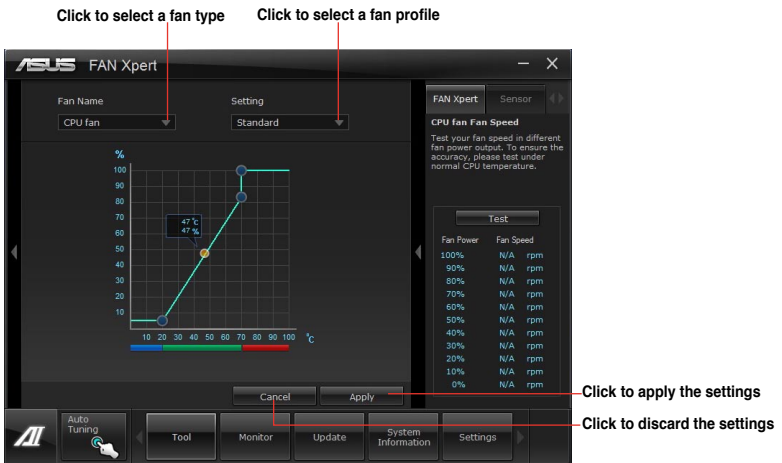 Click to select a fan type
Click to select a fan profile
ASUS FAN Xpert
Fan Name
Setting
CPU fan
Standard
%
100
90
80
70
60
50
40
30
20
10
47 °c
47 %
10 20 30 40 50 60 70 80 90 100 °C
FAN Xpert
Sensor
CPU fan Fan Speed
Test your fan speed in different
fan power output. To ensure the
accuracy, please test under
normal CPU temperature.
Test
Fan Power Fan Speed
100% N/A rpm
90% N/A rpm
80% N/A rpm
70% N/A rpm
60% N/A rpm
50% N/A rpm
40% N/A rpm
30% N/A rpm
20% N/A rpm
10% N/A rpm
0% N/A rpm
Cancel
Apply
Click to apply the settings
Click to discard the settings
AI
Auto
Tuning
Tool
Monitor
Update
System
Information
Settings